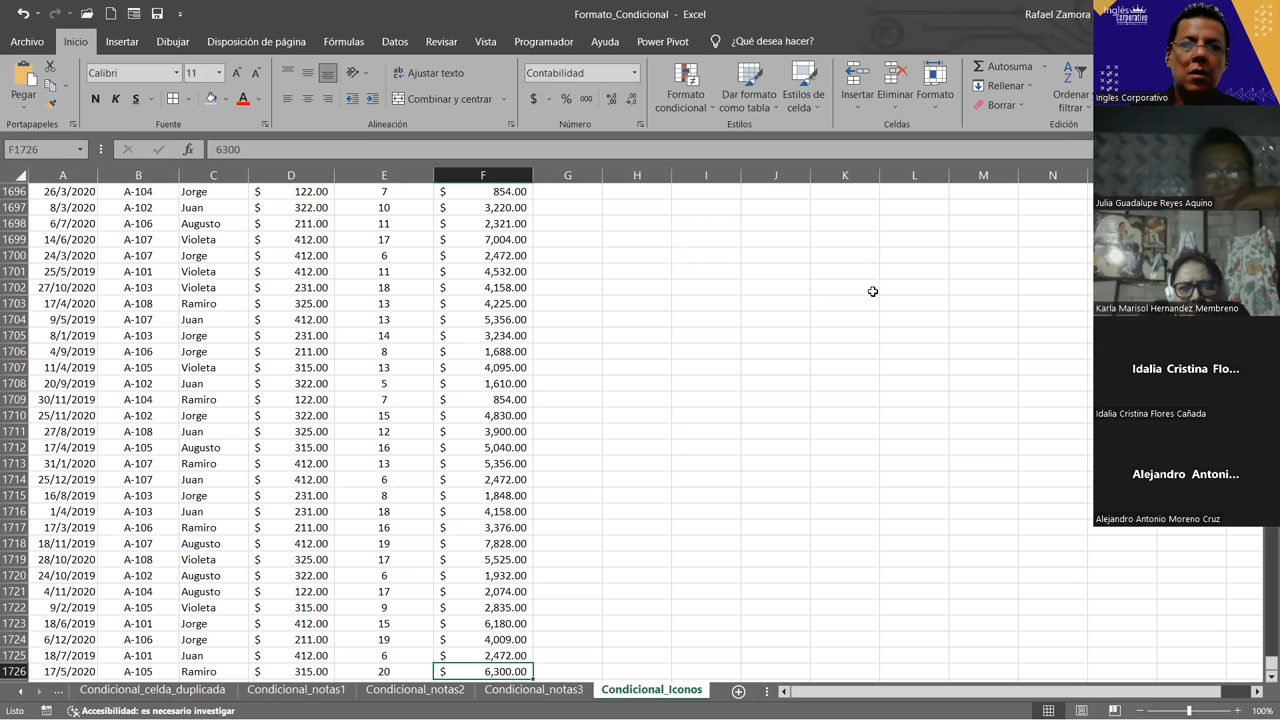 Formato_Condicional - Excel
Rafael Zamora
Archivo Inicio Insertar Dibujar Disposición de página Fórmulas Datos Revisar Vista Programador Ayuda Power Pivot ¿Qué desea hacer?
Pegar
Calibri 11
N K S
Ajustar texto
Combinar y centrar
Contabilidad
$ % 000
Formato condicional
Dar formato como tabla
Estilos de celda
Insertar Eliminar Formato
Autosuma
Rellenar
Borrar
Ordenar filtrar
Portapapeles Fuente Alineación Número Estilos Celdas Edición
F1726 fx 6300
A B C D E F G H I J K L M N
1696 26/3/2020 A-104 Jorge $ 122.00 7 $ 854.00
1697 8/3/2020 A-102 Juan $ 322.00 10 $ 3,220.00
1698 6/7/2020 A-106 Augusto $ 211.00 11 $ 2,321.00
1699 14/6/2020 A-107 Violeta $ 412.00 17 $ 7,004.00
1700 24/3/2020 A-107 Jorge $ 412.00 6 $ 2,472.00
1701 25/5/2019 A-101 Violeta $ 412.00 11 $ 4,532.00
1702 27/10/2020 A-103 Violeta $ 231.00 18 $ 4,158.00
1703 17/4/2020 A-108 Ramiro $ 325.00 13 $ 4,225.00
1704 9/5/2019 A-107 Juan $ 412.00 13 $ 5,356.00
1705 8/1/2019 A-103 Jorge $ 231.00 14 $ 3,234.00
1706 4/9/2019 A-106 Jorge $ 211.00 8 $ 1,688.00
1707 11/4/2019 A-105 Violeta $ 315.00 13 $ 4,095.00
1708 20/9/2019 A-102 Juan $ 322.00 5 $ 1,610.00
1709 30/11/2019 A-104 Ramiro $ 122.00 7 $ 854.00
1710 25/11/2020 A-102 Jorge $ 322.00 15 $ 4,830.00
1711 27/8/2019 A-108 Juan $ 325.00 12 $ 3,900.00
1712 17/4/2019 A-105 Augusto $ 315.00 16 $ 5,040.00
1713 31/1/2020 A-107 Ramiro $ 412.00 13 $ 5,356.00
1714 25/12/2019 A-107 Juan $ 412.00 6 $ 2,472.00
1715 16/8/2019 A-103 Jorge $ 231.00 8 $ 1,848.00
1716 1/4/2019 A-103 Juan $ 231.00 18 $ 4,158.00
1717 17/3/2019 A-106 Ramiro $ 211.00 16 $ 3,376.00
1718 18/11/2019 A-107 Augusto $ 412.00 19 $ 7,828.00
1719 28/10/2020 A-108 Violeta $ 325.00 17 $ 5,525.00
1720 24/10/2019 A-102 Augusto $ 322.00 6 $ 1,932.00
1721 4/11/2020 A-104 Augusto $ 122.00 17 $ 2,074.00
1722 9/2/2019 A-105 Violeta $ 315.00 9 $ 2,835.00
1723 18/6/2019 A-101 Jorge $ 412.00 15 $ 6,180.00
1724 6/12/2020 A-106 Jorge $ 211.00 19 $ 4,009.00
1725 18/7/2019 A-101 Juan $ 412.00 6 $ 2,472.00
1726 17/5/2020 A-105 Ramiro $ 315.00 20 $ 6,300.00
... Condicional_celda_duplicada Condicional_notas1 Condicional_notas2 Condicional_notas3 Condicional_Iconos
Listo Accesibilidad: es necesario investigar 100%
Inglés
Corporativo
Ingles Corporativo
Julia Guadalupe Reyes Aquino
Karla Marisol Hernandez Membreno
Idalia Cristina Flo...
Idalia Cristina Flores Cañada
Alejandro Antoni...
Alejandro Antonio Moreno Cruz